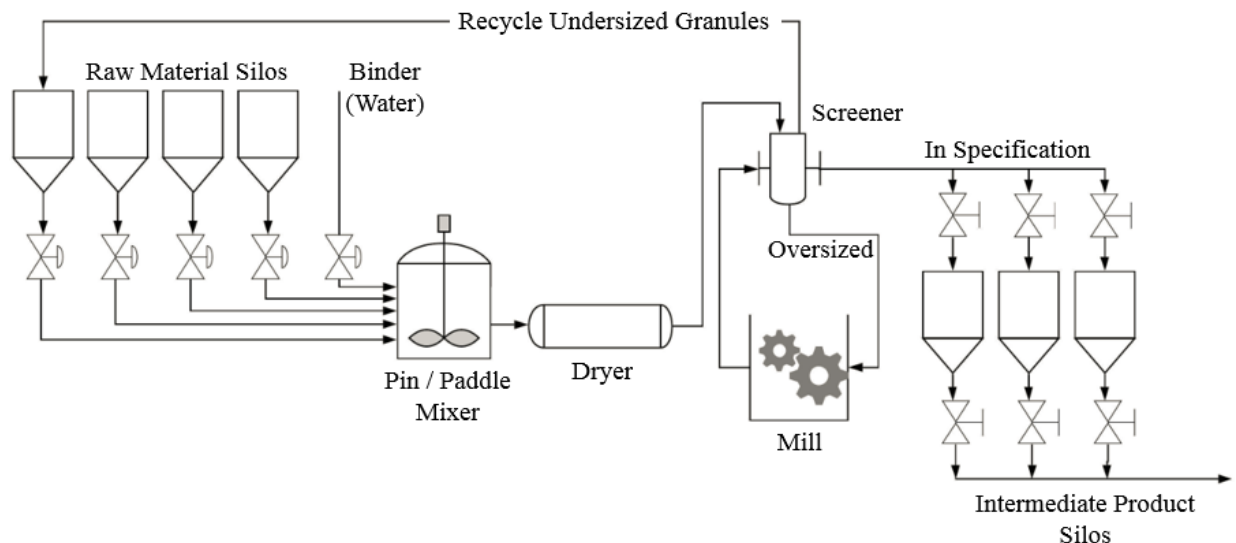 Recycle Undersized Granules
Raw Material Silos
Binder
(Water)
Screener
In Specification
Oversized
Dryer
Pin / Paddle
Mixer
Mill
Intermediate Product
Silos